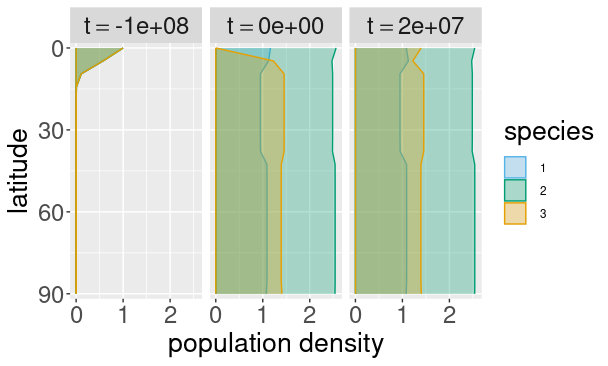 t = -1e+08 t = 0e+00 t = 2e+07
0
30
60
90
latitude
0 1 2 0 1 2 0 1 2
population density
species
1
2
3